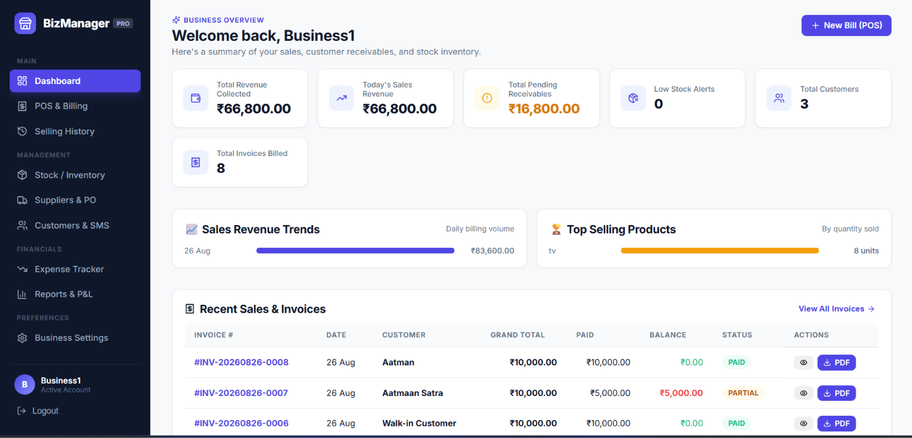 BizManager PRO
MAIN
Dashboard
POS & Billing
Selling History
MANAGEMENT
Stock / Inventory
Suppliers & PO
Customers & SMS
FINANCIALS
Expense Tracker
Reports & P&L
PREFERENCES
Business Settings
B
Business1
Active Account
Logout
BUSINESS OVERVIEW
Welcome back, Business1
Here's a summary of your sales, customer receivables, and stock inventory.
+ New Bill (POS)
Total Revenue
Collected
₹66,800.00
Today's Sales
Revenue
₹66,800.00
Total Pending
Receivables
₹16,800.00
Low Stock Alerts
0
Total Customers
3
Total Invoices Billed
8
Sales Revenue Trends Daily billing volume
26 Aug ₹83,600.00
Top Selling Products By quantity sold
tv 8 units
Recent Sales & Invoices View All Invoices →
INVOICE # DATE CUSTOMER GRAND TOTAL PAID BALANCE STATUS ACTIONS
#INV-20260826-0008 26 Aug Aatman ₹10,000.00 ₹10,000.00 ₹0.00 PAID PDF
#INV-20260826-0007 26 Aug Aatmaan Satra ₹10,000.00 ₹5,000.00 ₹5,000.00 PARTIAL PDF
#INV-20260826-0006 26 Aug Walk-in Customer ₹10,000.00 ₹10,000.00 ₹0.00 PAID PDF